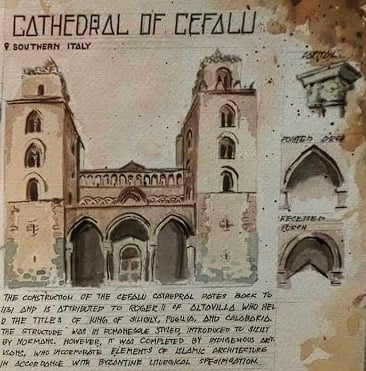 CATHEDRAL OF CEFALU
SOUTHERN ITALY
CAPITAL
POINTED ARCH
RECESSED
PORCH
THE CONSTRUCTION OF THE CEFALU CATHEDRAL DATES BACK TO
1131 AND IS ATTRIBUTED TO ROGER II OF ALTAVILLA WHO HEL
D THE TITLES OF KING OF SICILY, PUGLIA, AND CALABRIA.
THE STRUCTURE WAS IN ROMANESQUE STYLED, INTRODUCED TO SICILY
BY NORMANS. HOWEVER, IT WAS COMPLETED BY INDIGENOUS ART-
ISANS, WHO INCORPORATE ELEMENTS OF ISLAMIC ARCHITECTURE
IN ACCORDANCE WITH BYZANTINE LITURGICAL SPECIFICATION.